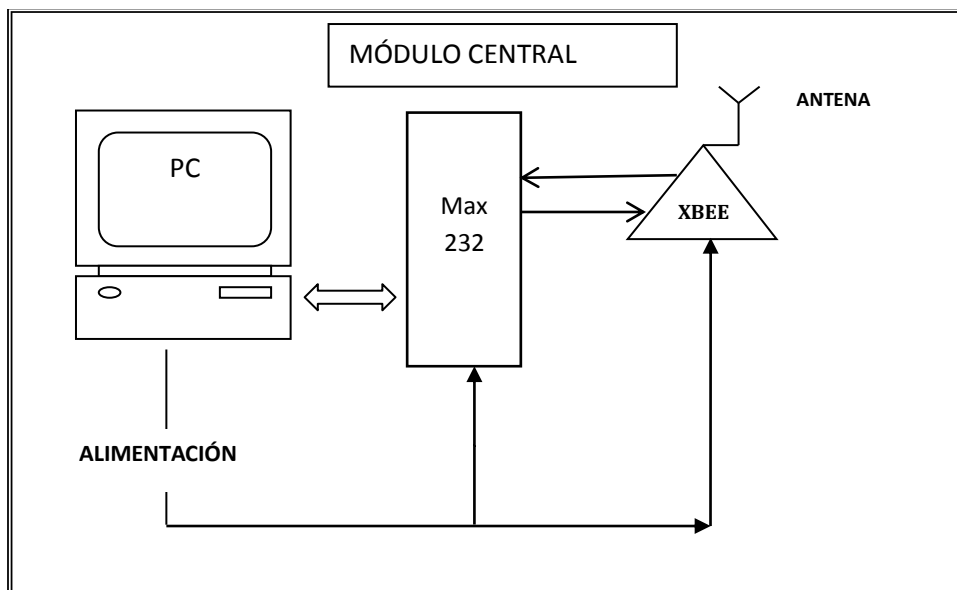 MÓDULO CENTRAL
ANTENA
PC
Max
232
XBEE
ALIMENTACIÓN